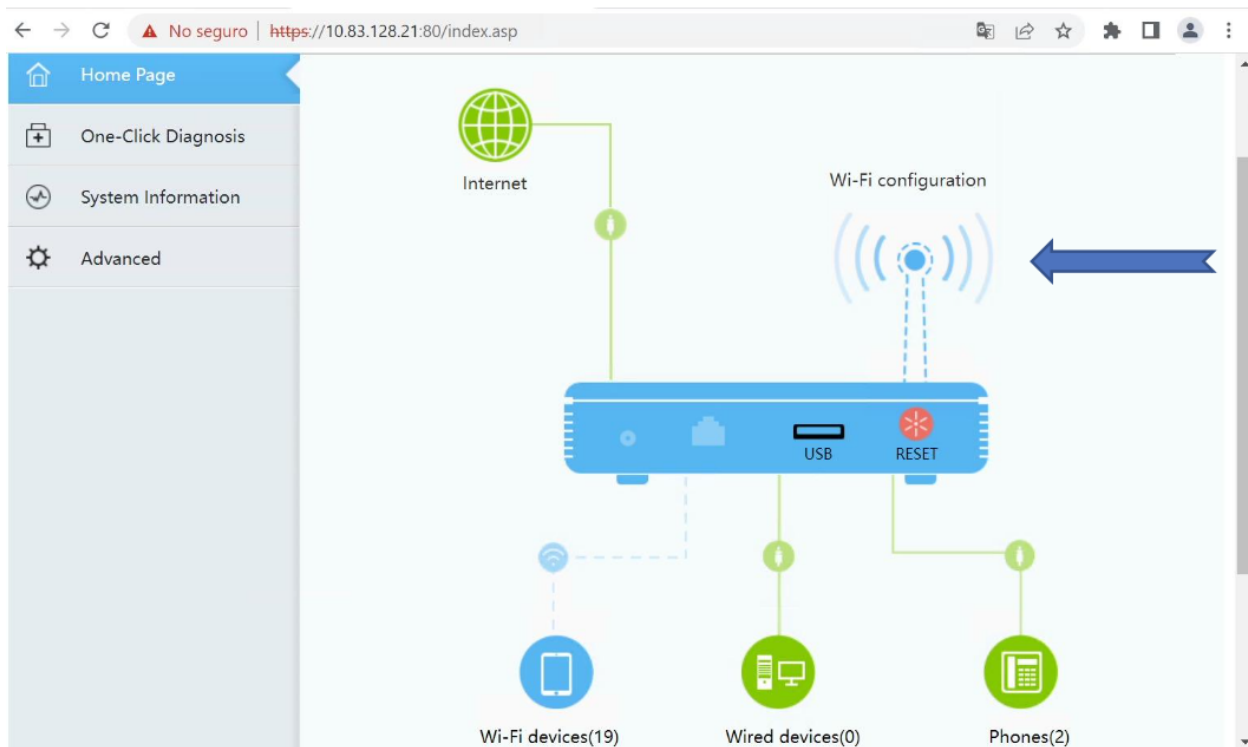 No seguro | https://10.83.128.21:80/index.asp
Home Page
One-Click Diagnosis
System Information
Advanced
Internet
Wi-Fi configuration
USB
RESET
Wi-Fi devices(19)
Wired devices(0)
Phones(2)